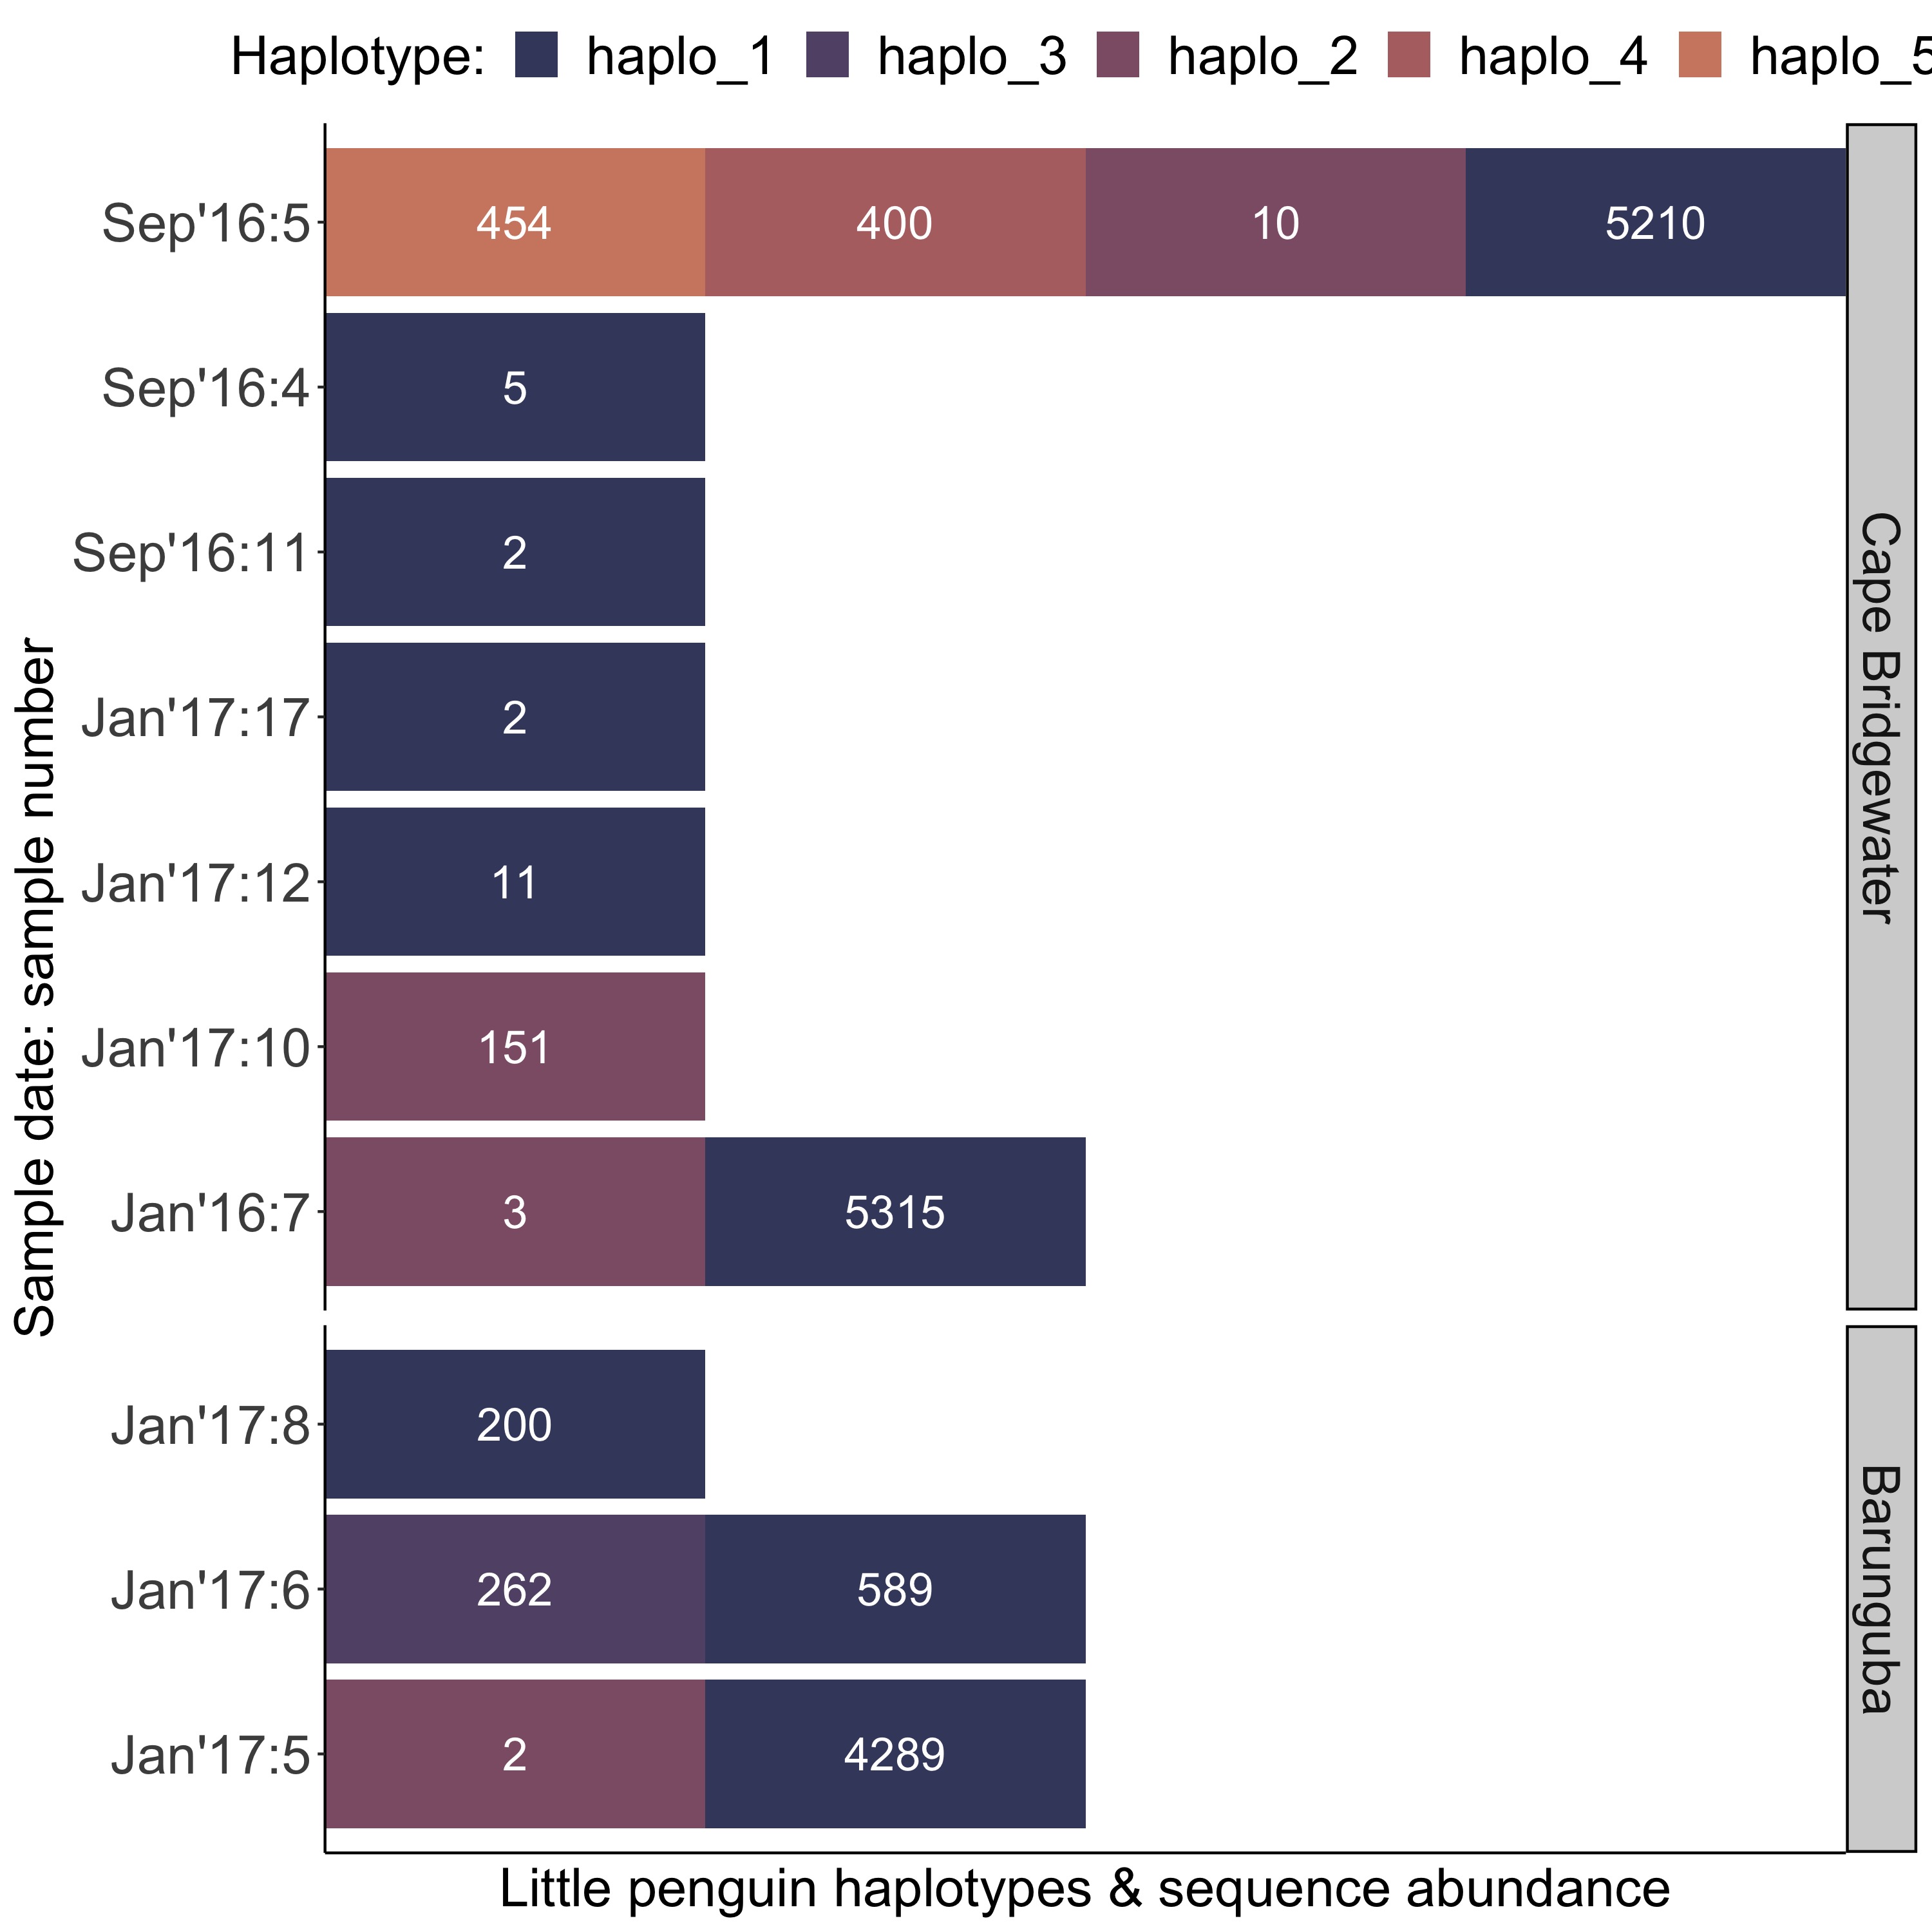 Haplotype: haplo_1 haplo_3 haplo_2 haplo_4 haplo_5
Sep'16:5 454 400 10 5210
Sep'16:4 5
Sep'16:11 2
Jan'17:17 2
Jan'17:12 11
Jan'17:10 151
Jan'16:7 3 5315
Cape Bridgewater
Jan'17:8 200
Jan'17:6 262 589
Jan'17:5 2 4289
Barunguba
Sample date: sample number
Little penguin haplotypes & sequence abundance